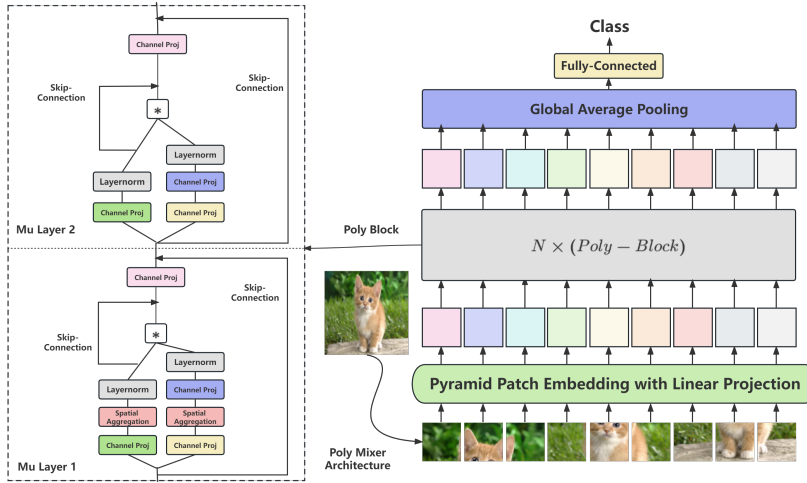 Channel Proj
Skip-
Connection
Skip-
Connection
*
Layernorm
Layernorm
Channel Proj
Channel Proj
Channel Proj
Mu Layer 2
Channel Proj
Skip-
Connection
Skip-
Connection
*
Layernorm
Layernorm
Channel Proj
Spatial
Aggregation
Spatial
Aggregation
Channel Proj
Channel Proj
Mu Layer 1
Class
Fully-Connected
Global Average Pooling
Poly Block
N × (Poly − Block)
Pyramid Patch Embedding with Linear Projection
Poly Mixer
Architecture